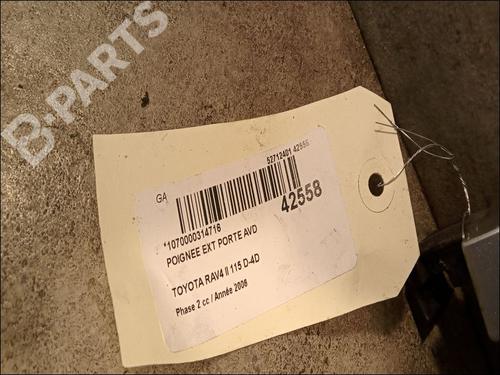 B-PARTS
GA
52712401 42558
42558
*1070000314716
POIGNEE EXT PORTE AVD
TOYOTA RAV4 II 115 D-4D
Phase 2 cc / Année 2006